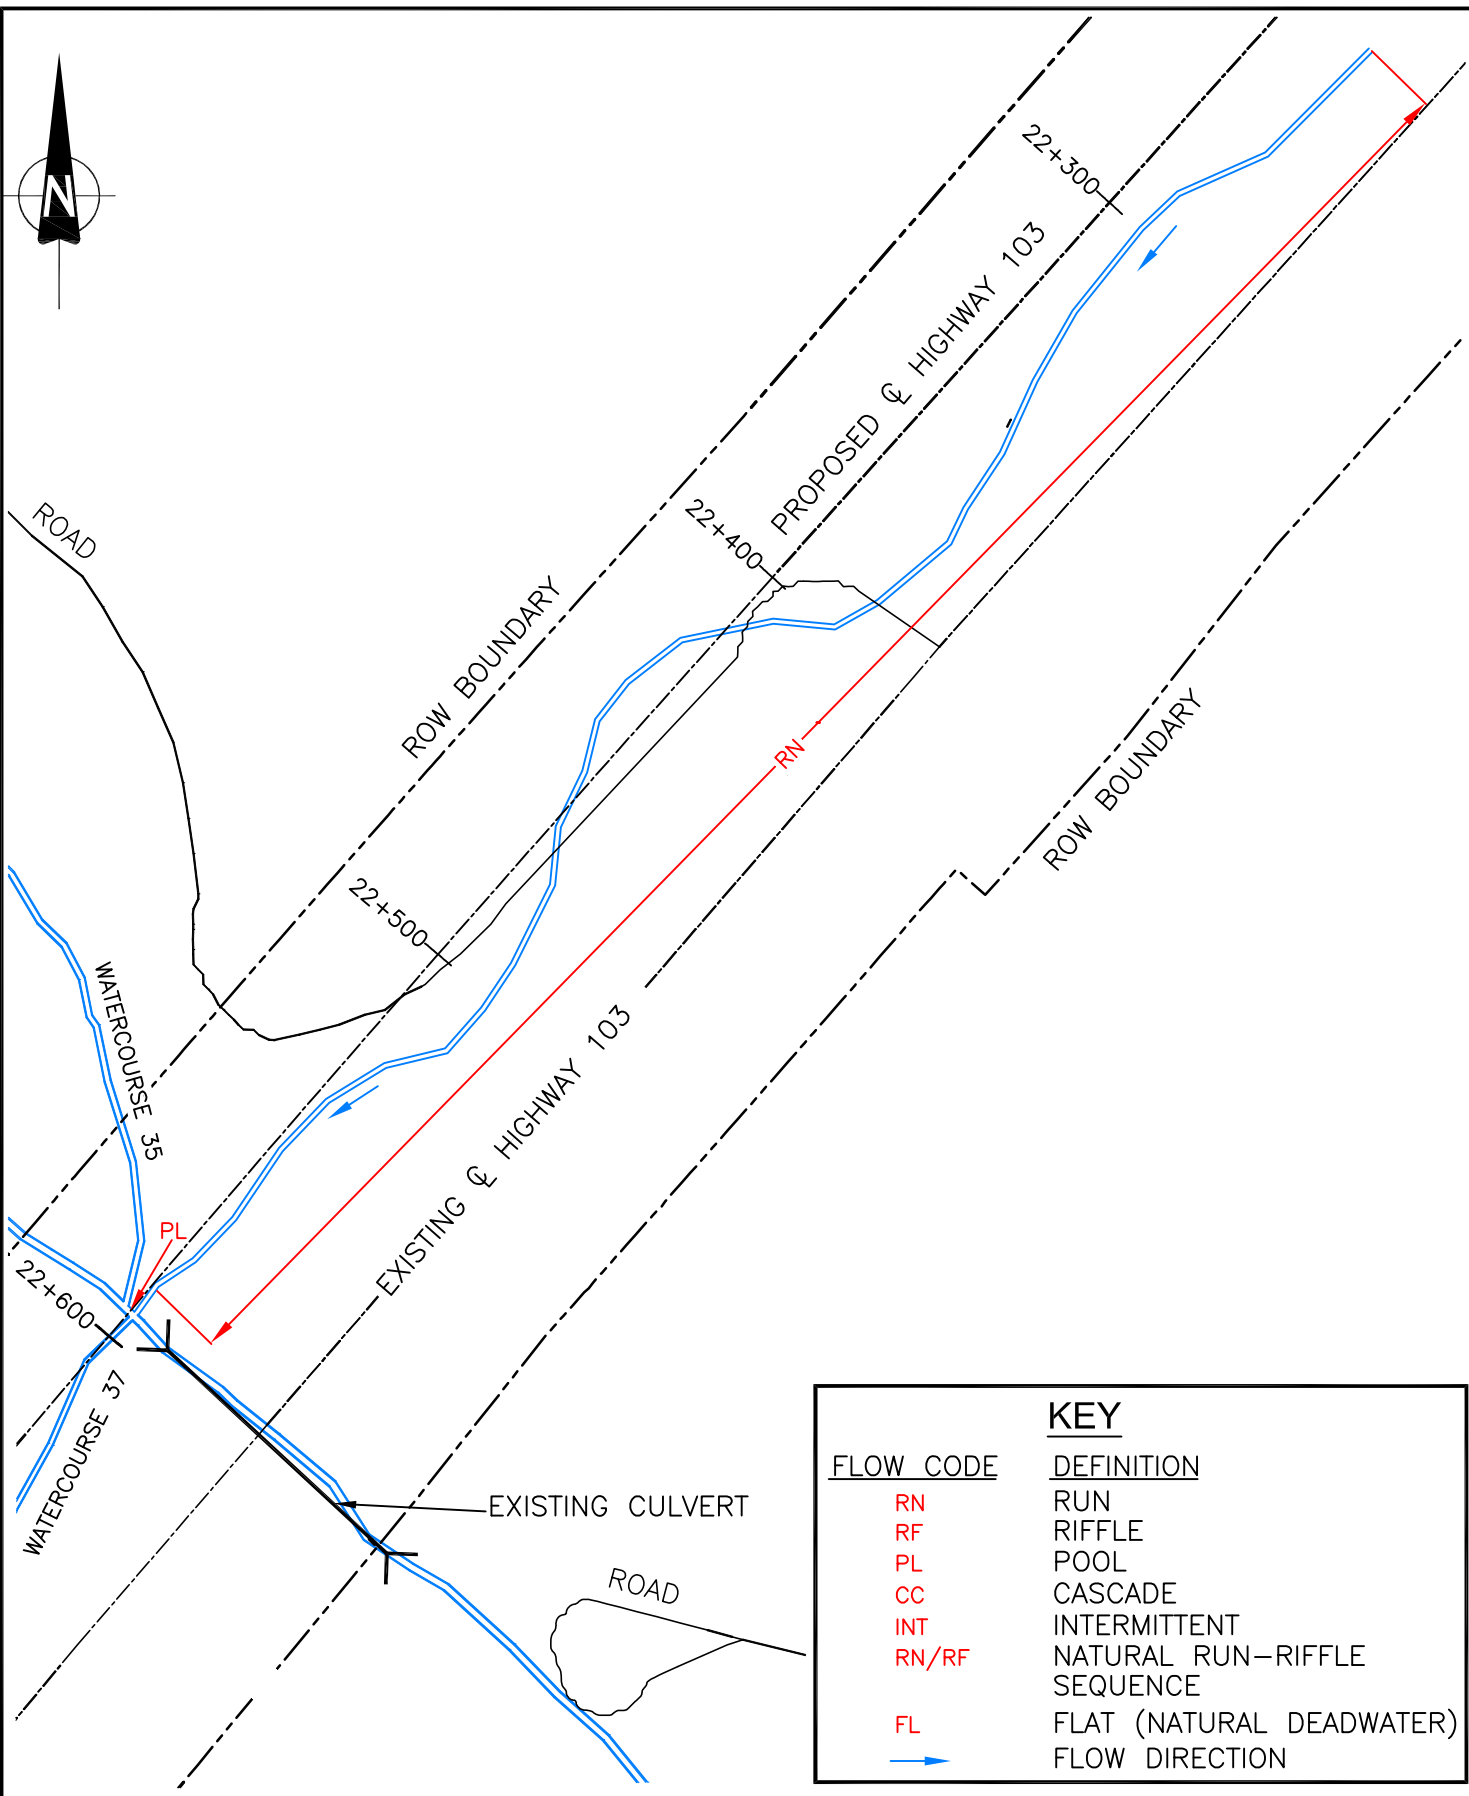 N
22+300
PROPOSED ℄ HIGHWAY 103
ROAD
22+400
ROW BOUNDARY
RN
ROW BOUNDARY
22+500
WATERCOURSE 35
EXISTING ℄ HIGHWAY 103
PL
22+600
WATERCOURSE 37
EXISTING CULVERT
ROAD
KEY
FLOW CODE DEFINITION
RN RUN
RF RIFFLE
PL POOL
CC CASCADE
INT INTERMITTENT
RN/RF NATURAL RUN-RIFFLE
SEQUENCE
FL FLAT (NATURAL DEADWATER)
FLOW DIRECTION